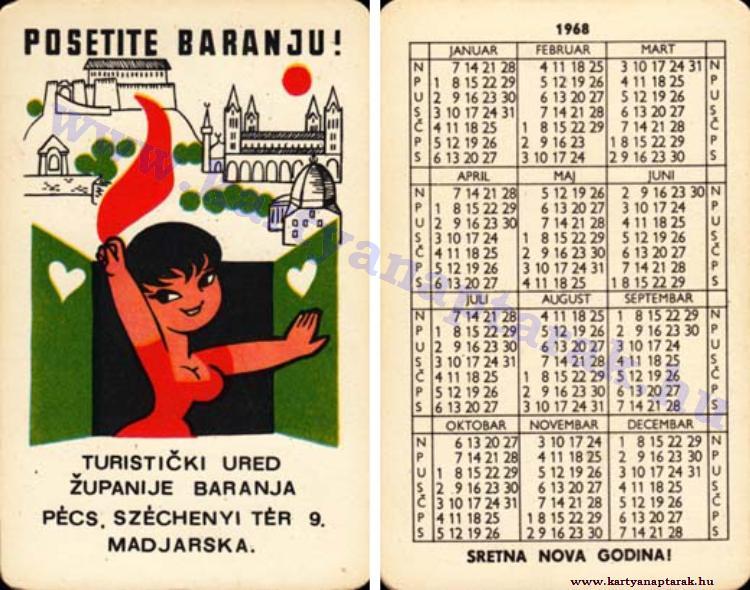 POSETITE BARANJU!
TURISTIČKI URED
ŽUPANIJE BARANJA
PÉCS, SZÉCHENYI TÉR 9.
MADJARSKA.
www.kartyanaptarak.hu
1968
JANUAR FEBRUAR MART
N 7 14 21 28 4 11 18 25 3 10 17 24 31 N
P 1 8 15 22 29 5 12 19 26 4 11 18 25 P
U 2 9 16 23 30 6 13 20 27 5 12 19 26 U
S 3 10 17 24 31 7 14 21 28 6 13 20 27 S
Č 4 11 18 25 1 8 15 22 29 7 14 21 28 Č
P 5 12 19 26 2 9 16 23 1 8 15 22 29 P
S 6 13 20 27 3 10 17 24 2 9 16 23 30 S
APRIL MAJ JUNI
N 7 14 21 28 5 12 19 26 2 9 16 23 30 N
P 1 8 15 22 29 6 13 20 27 3 10 17 24 P
U 2 9 16 23 30 7 14 21 28 4 11 18 25 U
S 3 10 17 24 1 8 15 22 29 5 12 19 26 S
Č 4 11 18 25 2 9 16 23 30 6 13 20 27 Č
P 5 12 19 26 3 10 17 24 31 7 14 21 28 P
S 6 13 20 27 4 11 18 25 1 8 15 22 29 S
JULI AUGUST SEPTEMBAR
N 7 14 21 28 4 11 18 25 1 8 15 22 29 N
P 1 8 15 22 29 5 12 19 26 2 9 16 23 30 P
U 2 9 16 23 30 6 13 20 27 3 10 17 24 U
S 3 10 17 24 31 7 14 21 28 4 11 18 25 S
Č 4 11 18 25 1 8 15 22 29 5 12 19 26 Č
P 5 12 19 26 2 9 16 23 30 6 13 20 27 P
S 6 13 20 27 3 10 17 24 31 7 14 21 28 S
OKTOBAR NOVEMBAR DECEMBAR
N 6 13 20 27 3 10 17 24 1 8 15 22 29 N
P 7 14 21 28 4 11 18 25 2 9 16 23 30 P
U 1 8 15 22 29 5 12 19 26 3 10 17 24 31 U
S 2 9 16 23 30 6 13 20 27 4 11 18 25 S
Č 3 10 17 24 31 7 14 21 28 5 12 19 26 Č
P 4 11 18 25 1 8 15 22 29 6 13 20 27 P
S 5 12 19 26 2 9 16 23 30 7 14 21 28 S
SRETNA NOVA GODINA!
www.kartyanaptarak.hu